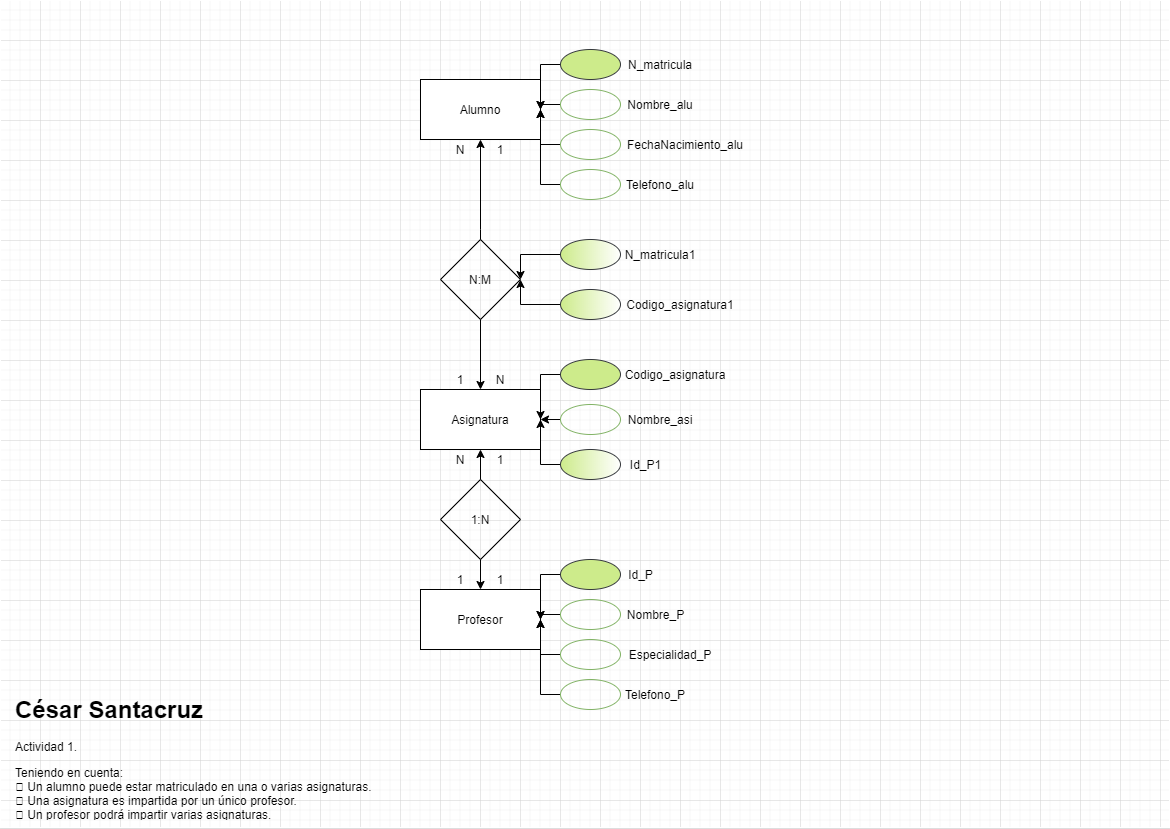 N_matricula
Alumno
Nombre_alu
FechaNacimiento_alu
N 1
Telefono_alu
N_matricula1
N:M
Codigo_asignatura1
1 N
Codigo_asignatura
Asignatura
Nombre_asi
N 1
Id_P1
1:N
1 1
Id_P
Profesor
Nombre_P
Especialidad_P
Telefono_P
César Santacruz
Actividad 1.
Teniendo en cuenta:
Un alumno puede estar matriculado en una o varias asignaturas.
Una asignatura es impartida por un único profesor.
Un profesor podrá impartir varias asignaturas.